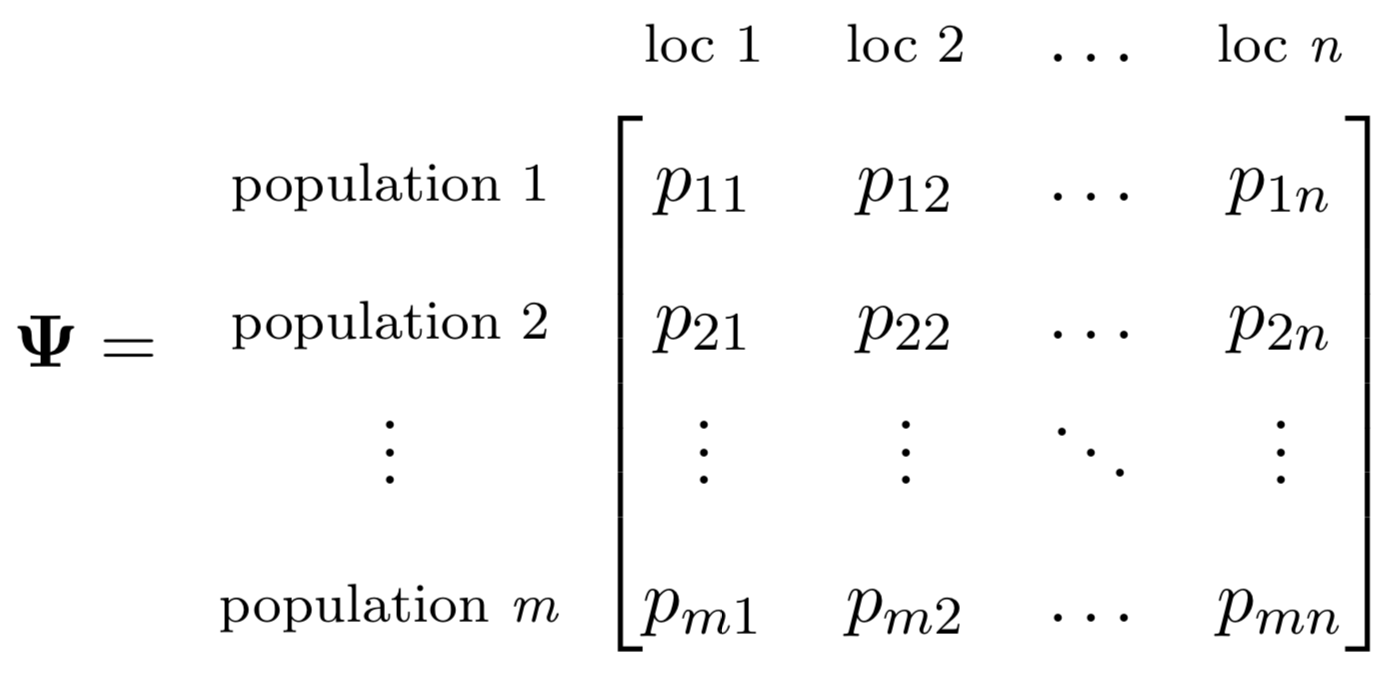 loc 1 loc 2 … loc n
population 1 p₁₁ p₁₂ … p₁ₙ
population 2 p₂₁ p₂₂ … p₂ₙ
Ψ =
⋮ ⋮ ⋮ ⋱ ⋮
population m pₘ₁ pₘ₂ … pₘₙ